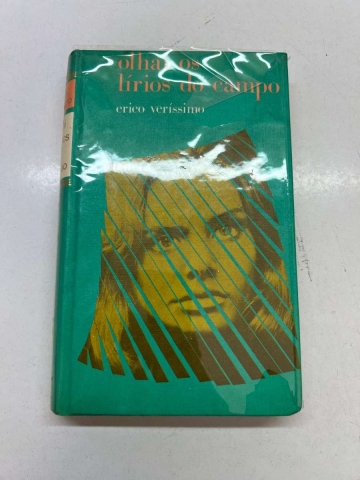 olhai os
lírios do campo
erico veríssimo